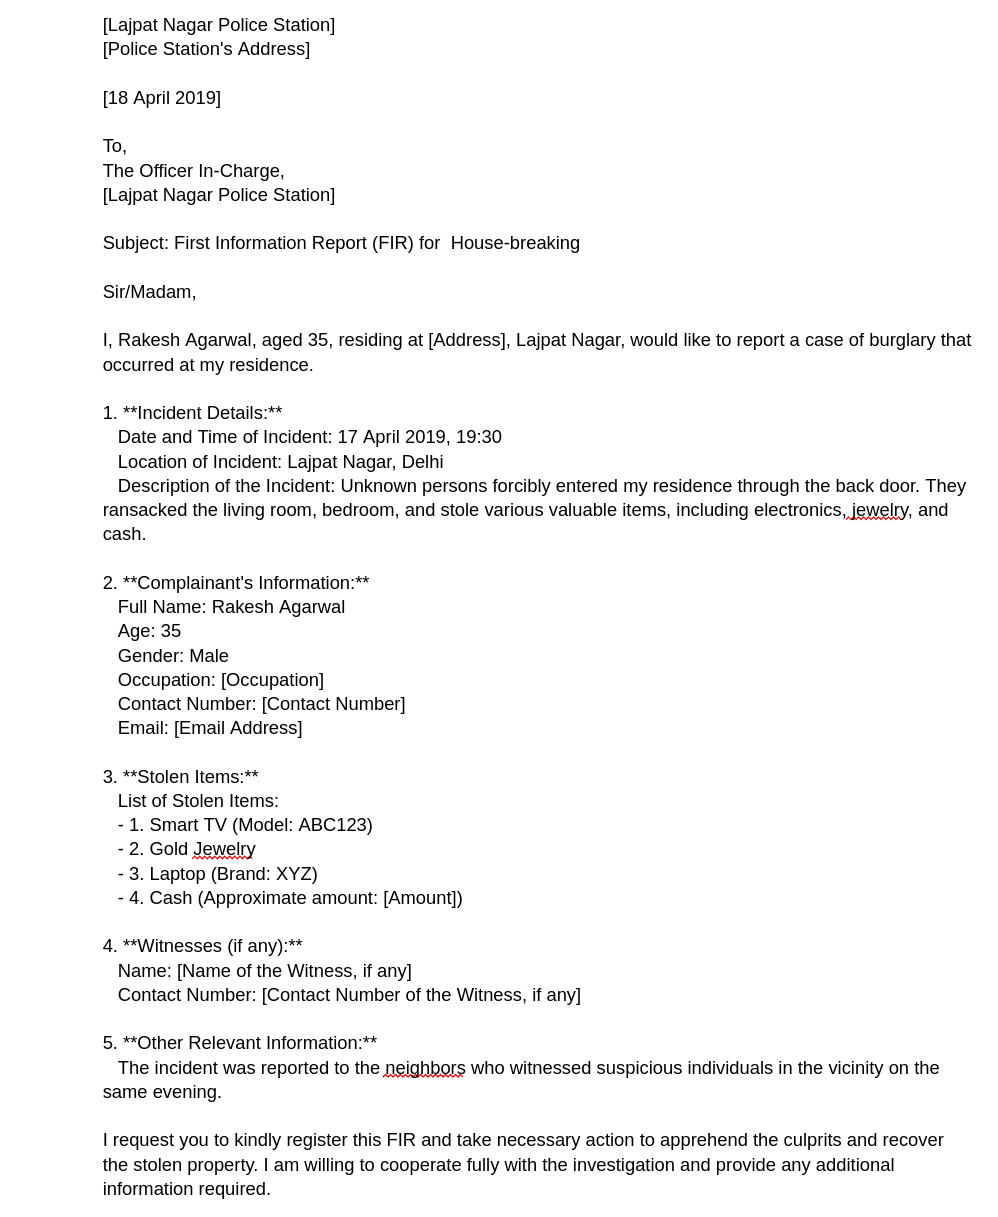 [Lajpat Nagar Police Station]
[Police Station's Address]
[18 April 2019]
To,
The Officer In-Charge,
[Lajpat Nagar Police Station]
Subject: First Information Report (FIR) for  House-breaking
Sir/Madam,
I, Rakesh Agarwal, aged 35, residing at [Address], Lajpat Nagar, would like to report a case of burglary that
occurred at my residence.
1. **Incident Details:**
Date and Time of Incident: 17 April 2019, 19:30
Location of Incident: Lajpat Nagar, Delhi
Description of the Incident: Unknown persons forcibly entered my residence through the back door. They
ransacked the living room, bedroom, and stole various valuable items, including electronics, jewelry, and
cash.
2. **Complainant's Information:**
Full Name: Rakesh Agarwal
Age: 35
Gender: Male
Occupation: [Occupation]
Contact Number: [Contact Number]
Email: [Email Address]
3. **Stolen Items:**
List of Stolen Items:
- 1. Smart TV (Model: ABC123)
- 2. Gold Jewelry
- 3. Laptop (Brand: XYZ)
- 4. Cash (Approximate amount: [Amount])
4. **Witnesses (if any):**
Name: [Name of the Witness, if any]
Contact Number: [Contact Number of the Witness, if any]
5. **Other Relevant Information:**
The incident was reported to the neighbors who witnessed suspicious individuals in the vicinity on the
same evening.
I request you to kindly register this FIR and take necessary action to apprehend the culprits and recover
the stolen property. I am willing to cooperate fully with the investigation and provide any additional
information required.